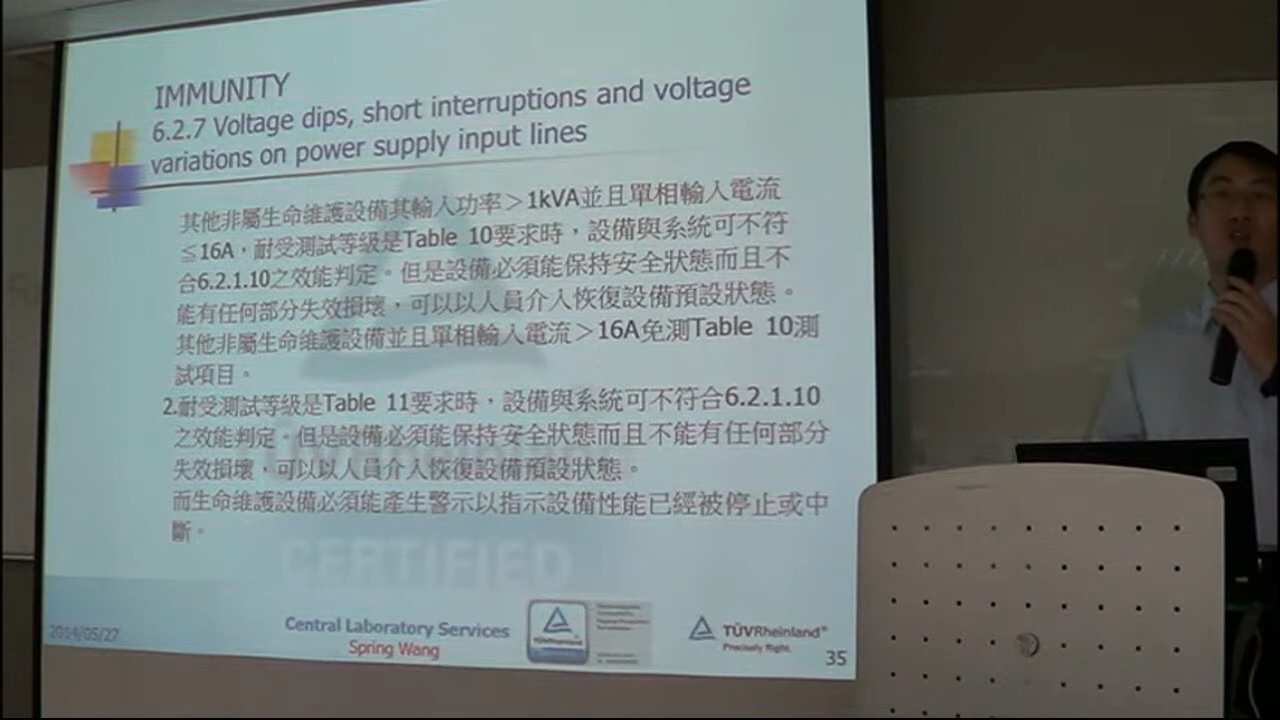 IMMUNITY
6.2.7 Voltage dips, short interruptions and voltage
variations on power supply input lines
其他非屬生命維護設備其輸入功率＞1kVA並且單相輸入電流
≦16A，耐受測試等級是Table 10要求時，設備與系統可不符
合6.2.1.10之效能判定。但是設備必須能保持安全狀態而且不
能有任何部分失效損壞，可以以人員介入恢復設備預設狀態。
其他非屬生命維護設備並且單相輸入電流＞16A免測Table 10測
試項目。
2.耐受測試等級是Table 11要求時，設備與系統可不符合6.2.1.10
之效能判定。但是設備必須能保持安全狀態而且不能有任何部分
失效損壞，可以以人員介入恢復設備預設狀態。
而生命維護設備必須能產生警示以指示設備性能已經被停止或中
斷。
CERTIFIED
2014/05/27
Central Laboratory Services
Spring Wang
TÜVRheinland
TÜVRheinland®
Precisely Right.
35